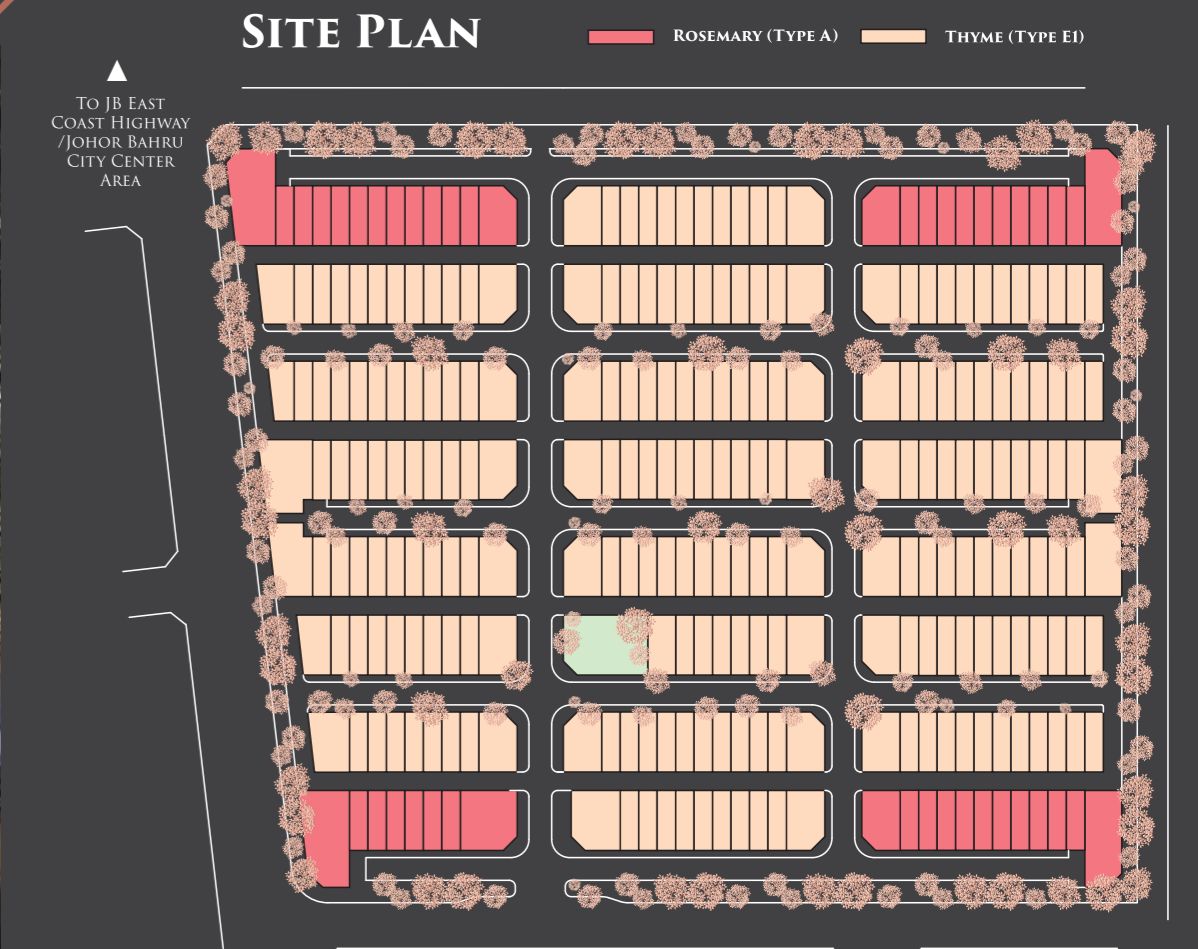 SITE PLAN
ROSEMARY (TYPE A)
THYME (TYPE E1)
TO JB EAST
COAST HIGHWAY
/JOHOR BAHRU
CITY CENTER
AREA